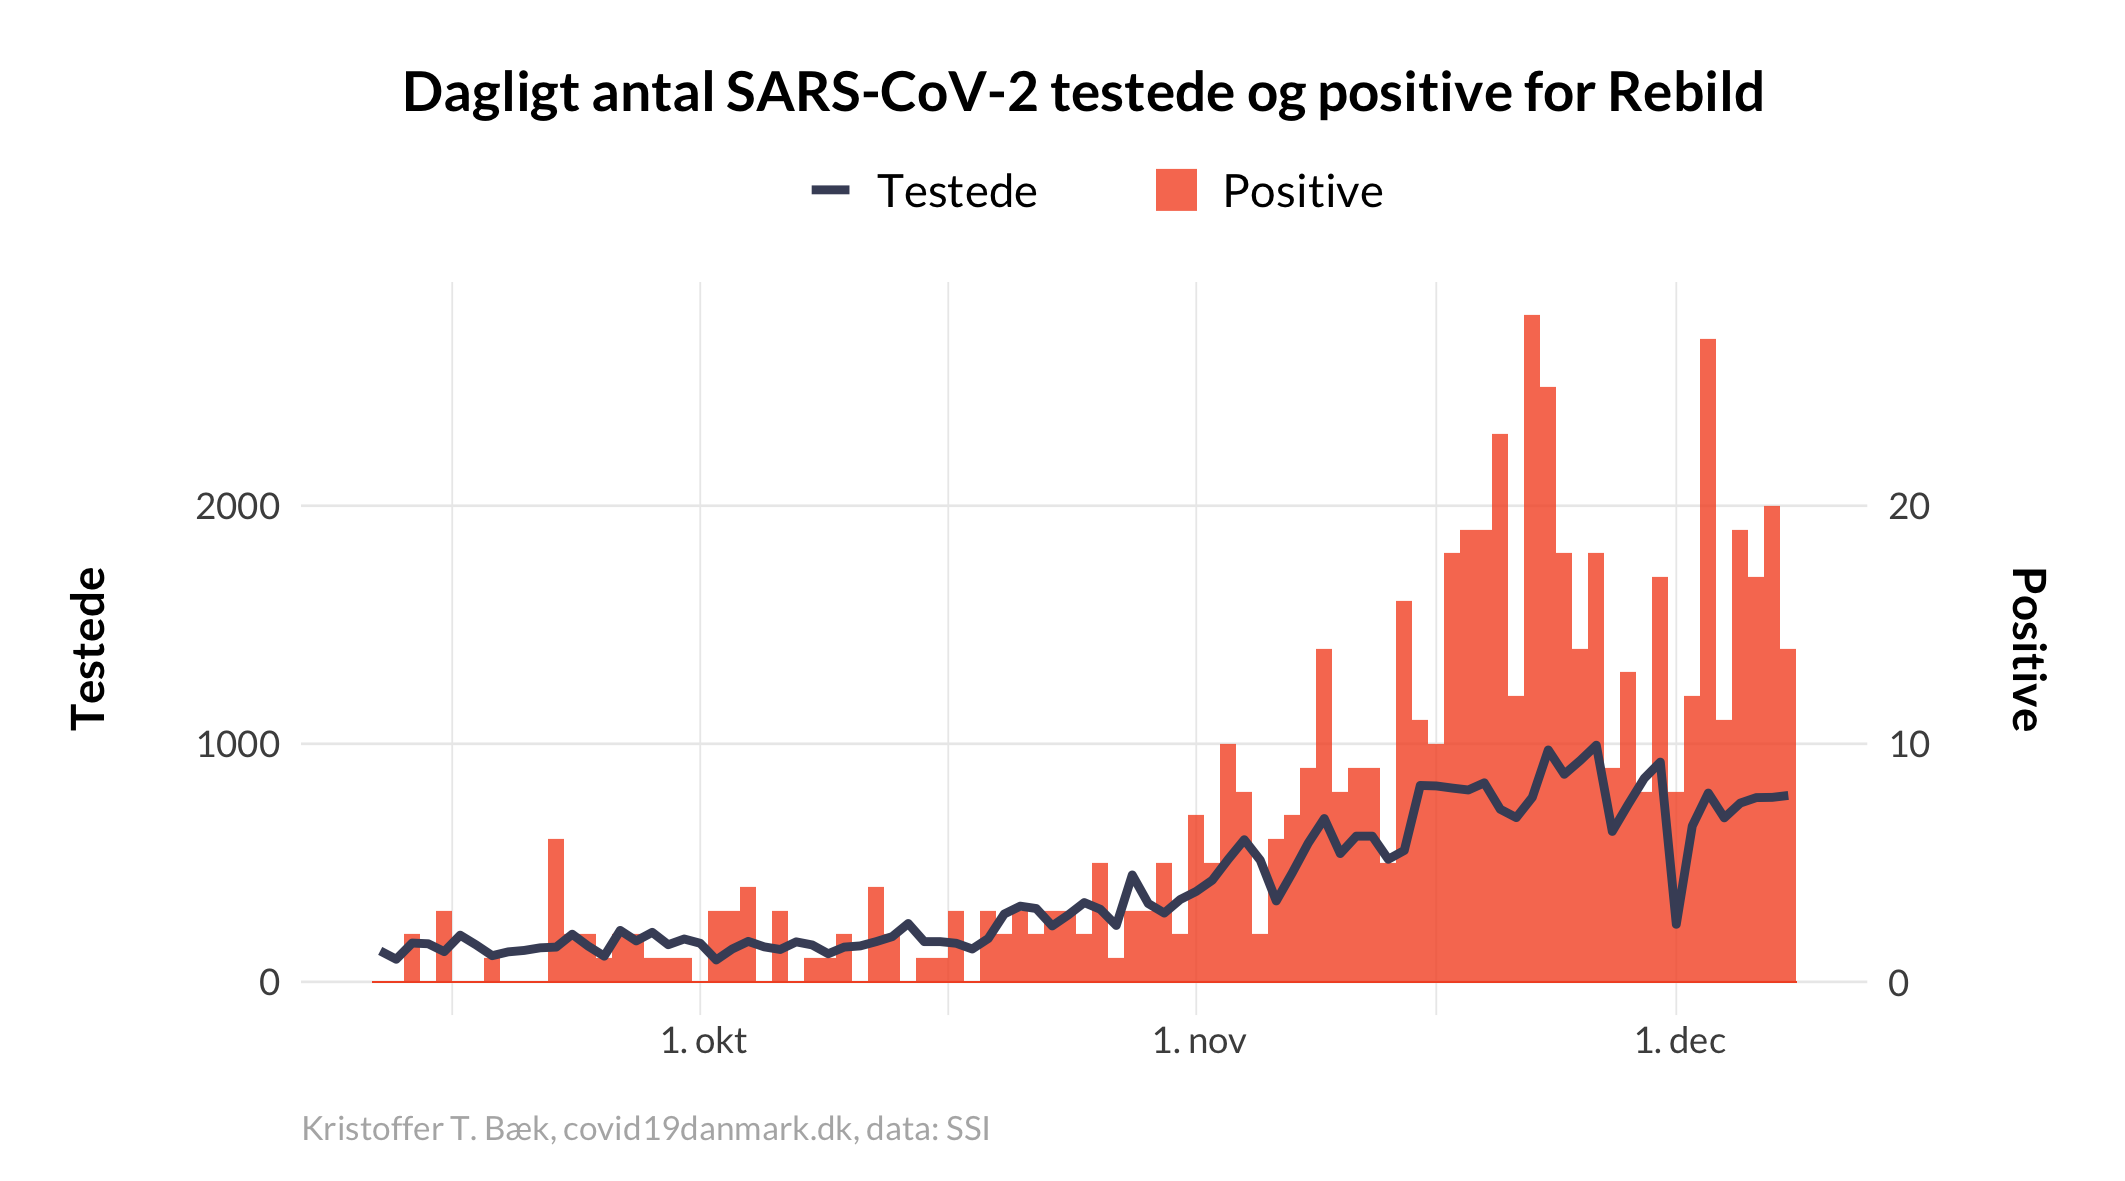 Dagligt antal SARS-CoV-2 testede og positive for Rebild
Testede
Positive
2000
1000
0
Testede
20
10
0
Positive
1. okt
1. nov
1. dec
Kristoffer T. Bæk, covid19danmark.dk, data: SSI